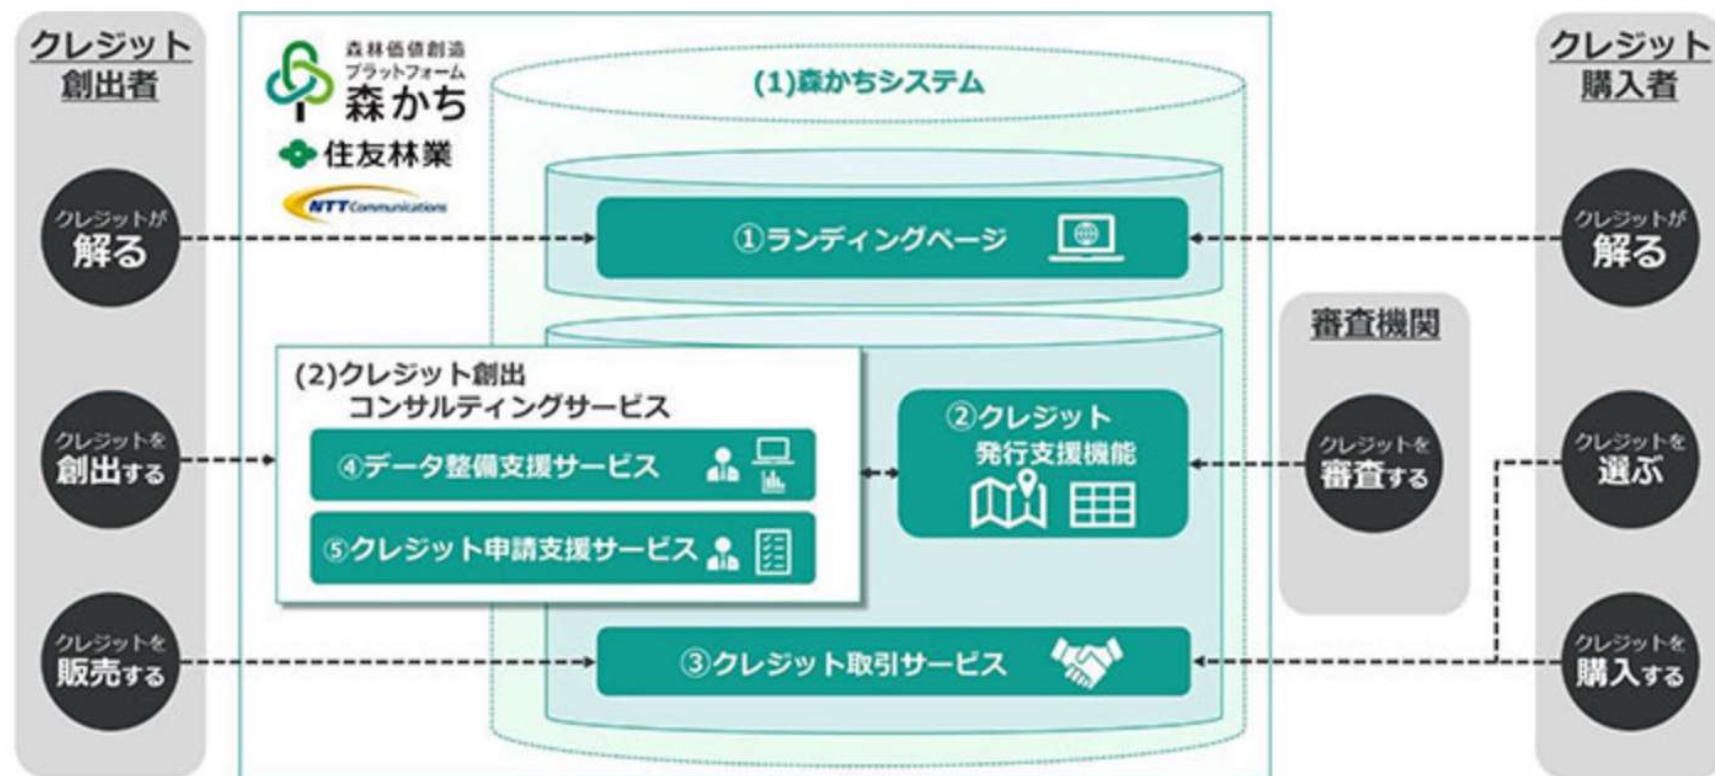 クレジット
創出者
クレジットが
解る
クレジットを
創出する
クレジットを
販売する
森林価値創造
プラットフォーム
森かち
住友林業
NTT Communications
(1)森かちシステム
①ランディングページ
(2)クレジット創出
コンサルティングサービス
④データ整備支援サービス
⑤クレジット申請支援サービス
②クレジット
発行支援機能
③クレジット取引サービス
審査機関
クレジットを
審査する
クレジット
購入者
クレジットが
解る
クレジットを
選ぶ
クレジットを
購入する